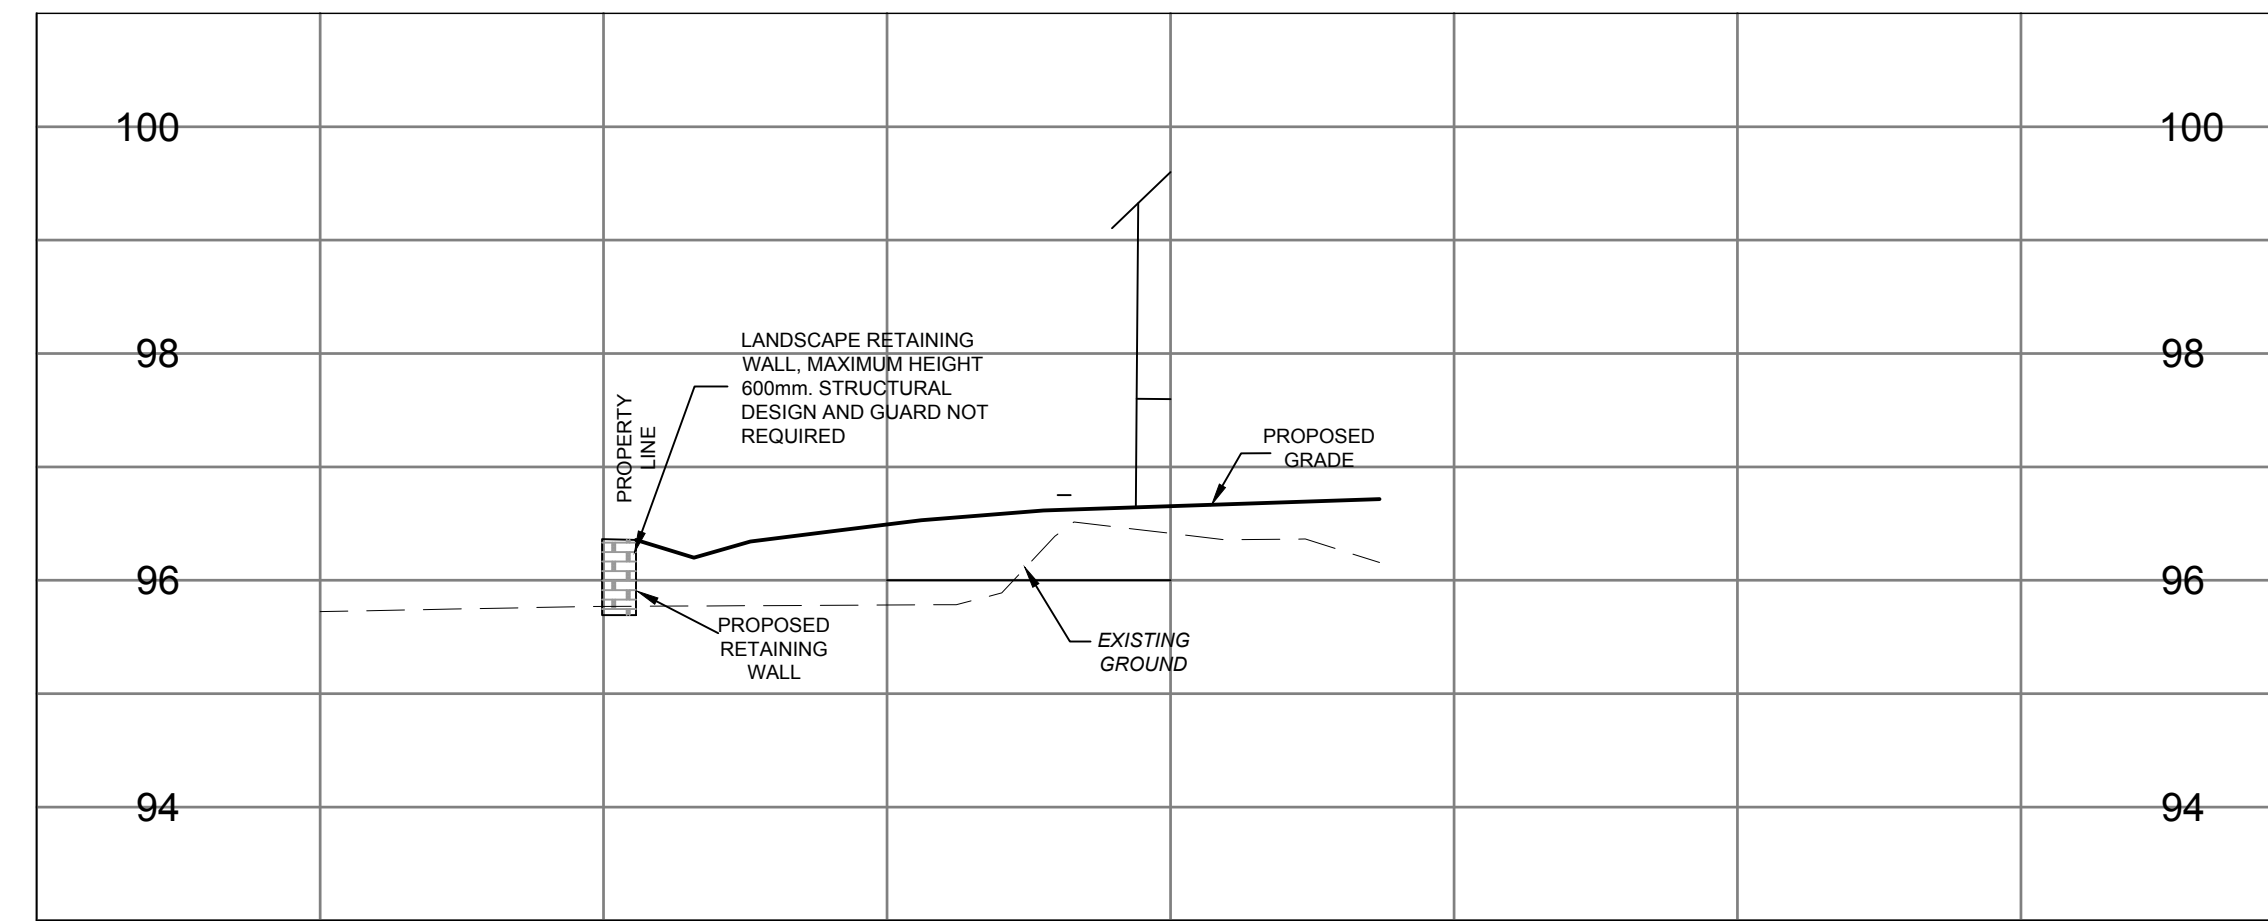 100
100
98
98
LANDSCAPE RETAINING
WALL, MAXIMUM HEIGHT
600mm. STRUCTURAL
DESIGN AND GUARD NOT
REQUIRED
PROPERTY
LINE
PROPOSED
GRADE
96
96
PROPOSED
RETAINING
WALL
EXISTING
GROUND
94
94